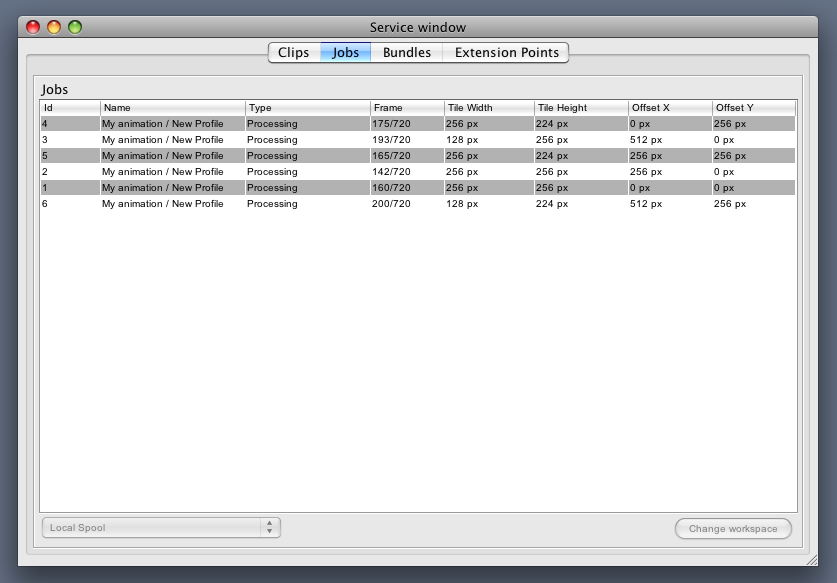 Service window
Clips Jobs Bundles Extension Points
Jobs
Id Name Type Frame Tile Width Tile Height Offset X Offset Y
4 My animation / New Profile Processing 175/720 256 px 224 px 0 px 256 px
3 My animation / New Profile Processing 193/720 128 px 256 px 512 px 0 px
5 My animation / New Profile Processing 165/720 256 px 224 px 256 px 256 px
2 My animation / New Profile Processing 142/720 256 px 256 px 256 px 0 px
1 My animation / New Profile Processing 160/720 256 px 256 px 0 px 0 px
6 My animation / New Profile Processing 200/720 128 px 224 px 512 px 256 px
Local Spool Change workspace